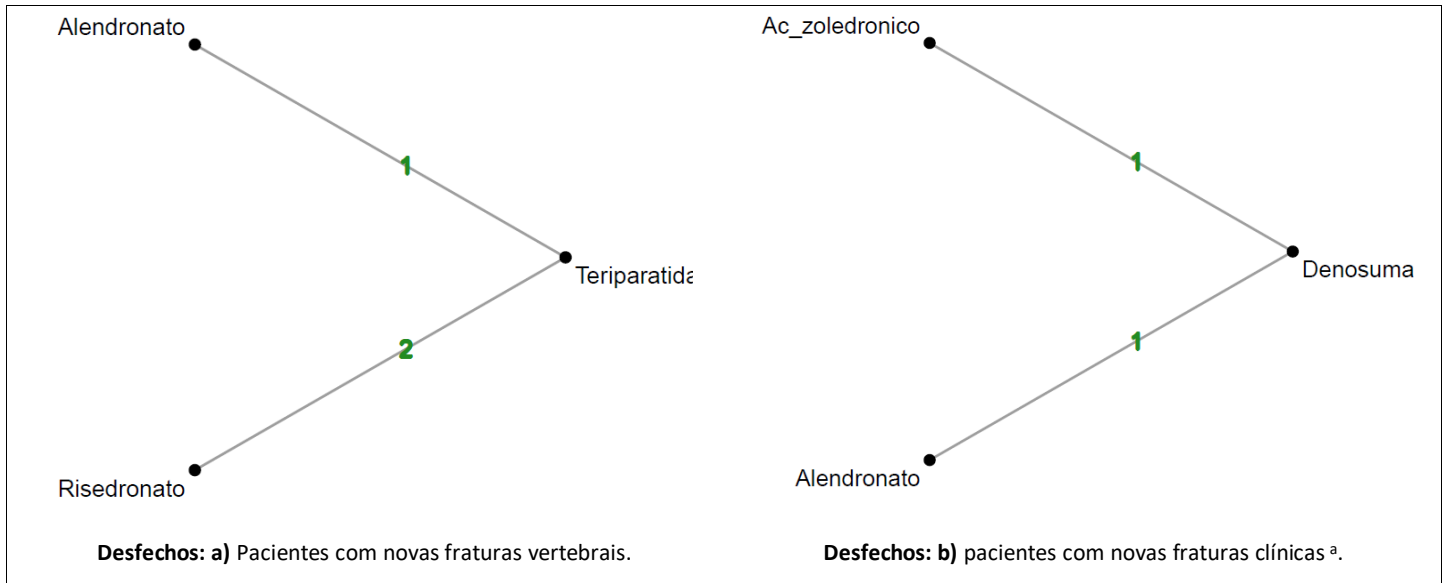 Alendronato
1
Teriparatida
2
Risedronato
Desfechos: a) Pacientes com novas fraturas vertebrais.
Ac_zoledronico
1
Denosuma
1
Alendronato
Desfechos: b) pacientes com novas fraturas clínicas ᵃ.